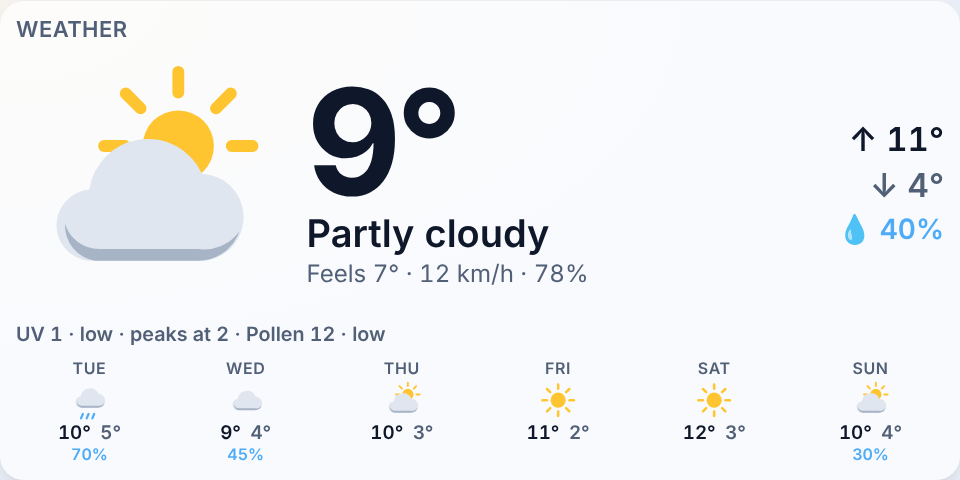 WEATHER
9°
Partly cloudy
Feels 7° · 12 km/h · 78%
↑ 11°
↓ 4°
40%
UV 1 · low · peaks at 2 · Pollen 12 · low
TUE WED THU FRI SAT SUN
10° 5° 9° 4° 10° 3° 11° 2° 12° 3° 10° 4°
70% 45% 30%